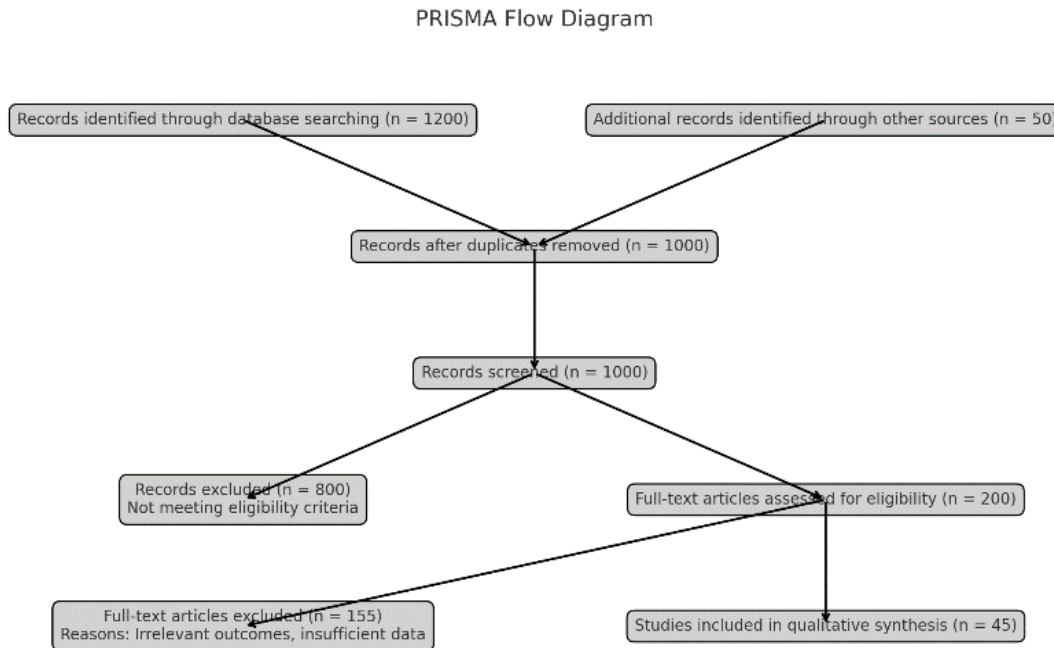 PRISMA Flow Diagram
Records identified through database searching (n = 1200)
Additional records identified through other sources (n = 50)
Records after duplicates removed (n = 1000)
Records screened (n = 1000)
Records excluded (n = 800)
Not meeting eligibility criteria
Full-text articles assessed for eligibility (n = 200)
Full-text articles excluded (n = 155)
Reasons: Irrelevant outcomes, insufficient data
Studies included in qualitative synthesis (n = 45)